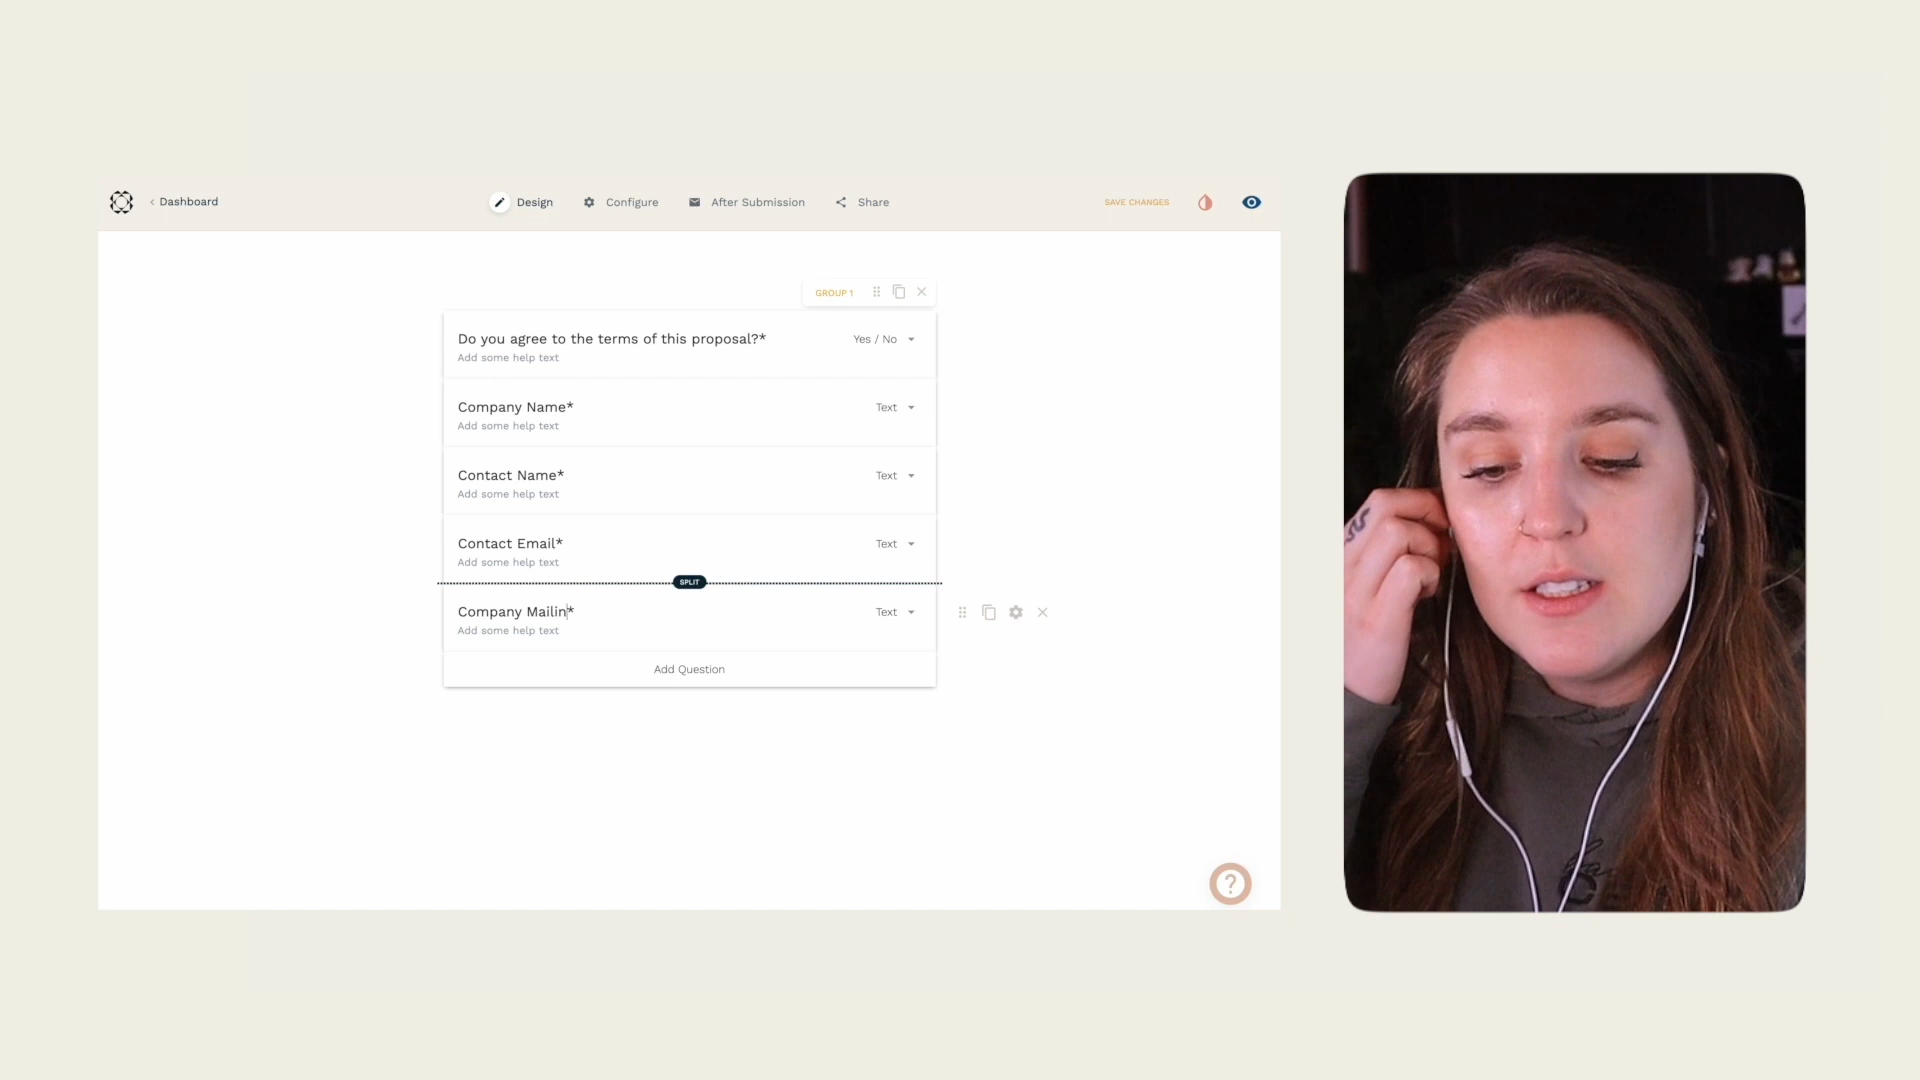 Dashboard
Design
Configure
After Submission
Share
SAVE CHANGES
GROUP 1
Do you agree to the terms of this proposal?*
Yes / No
Add some help text
Company Name*
Text
Add some help text
Contact Name*
Text
Add some help text
Contact Email*
Text
Add some help text
SPLIT
Company Mailin*
Text
Add some help text
Add Question
?